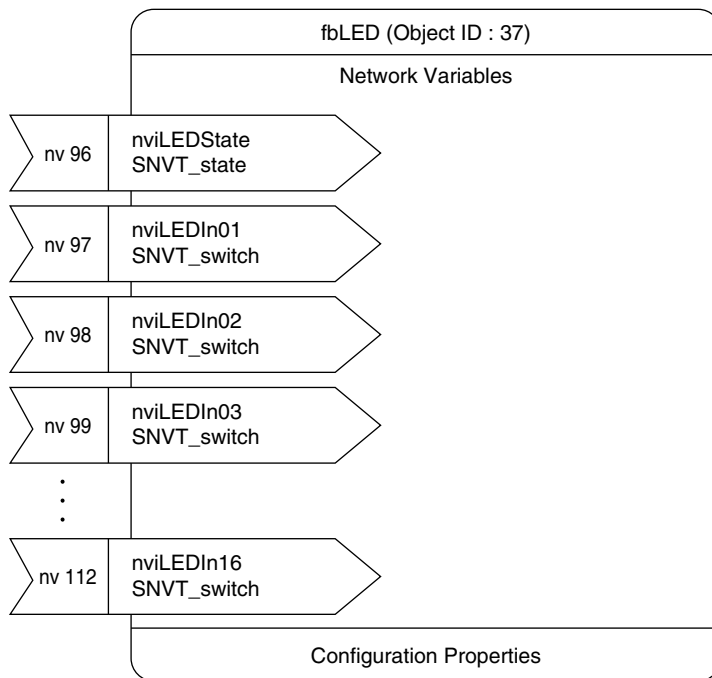 fbLED (Object ID : 37)
Network Variables
nv 96
nviLEDState
SNVT_state
nv 97
nviLEDIn01
SNVT_switch
nv 98
nviLEDIn02
SNVT_switch
nv 99
nviLEDIn03
SNVT_switch
nv 112
nviLEDIn16
SNVT_switch
Configuration Properties